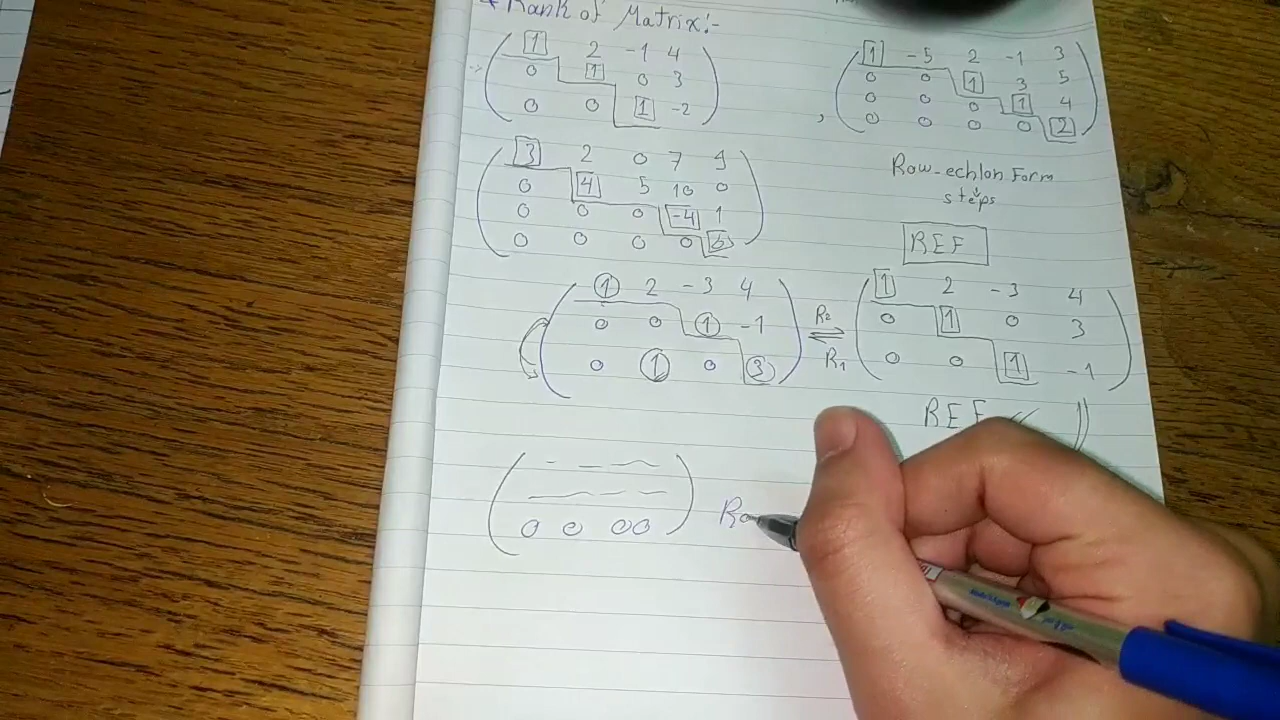 Rank of Matrix:-
1 2 -1 4
0 1 0 3
0 0 1 -2
,
1 -5 2 -1 3
0 0 1 3 5
0 0 0 1 4
0 0 0 0 2
3 2 0 7 9
0 4 5 10 0
0 0 0 -4 1
0 0 0 0 6
Row-echlon Form
steps
REF
1 2 -3 4
0 0 1 -1
0 1 0 3
R2
R1
1 2 -3 4
0 1 0 3
0 0 1 -1
REF
0 0 0 0
Ra